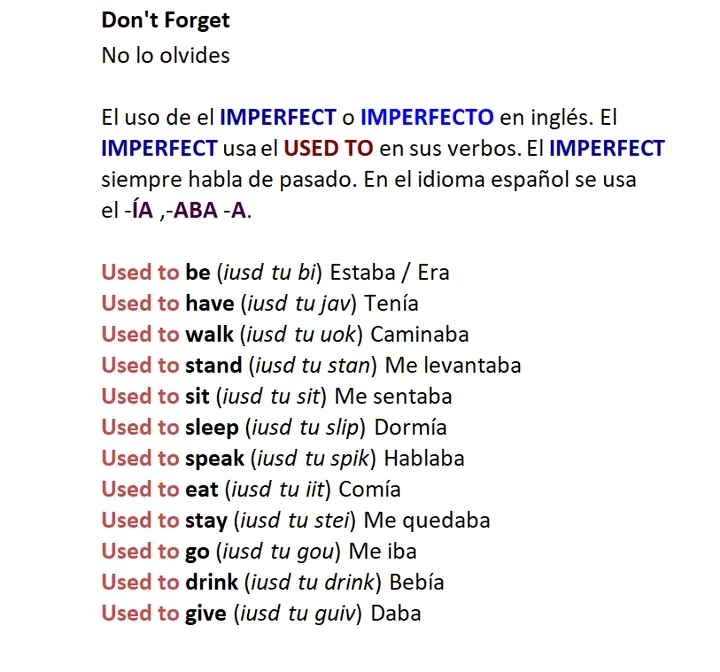 Don't Forget
No lo olvides
El uso de el IMPERFECT o IMPERFECTO en inglés. El
IMPERFECT usa el USED TO en sus verbos. El IMPERFECT
siempre habla de pasado. En el idioma español se usa
el -ÍA ,-ABA -A.
Used to be (iusd tu bi) Estaba / Era
Used to have (iusd tu jav) Tenía
Used to walk (iusd tu uok) Caminaba
Used to stand (iusd tu stan) Me levantaba
Used to sit (iusd tu sit) Me sentaba
Used to sleep (iusd tu slip) Dormía
Used to speak (iusd tu spik) Hablaba
Used to eat (iusd tu iit) Comía
Used to stay (iusd tu stei) Me quedaba
Used to go (iusd tu gou) Me iba
Used to drink (iusd tu drink) Bebía
Used to give (iusd tu guiv) Daba